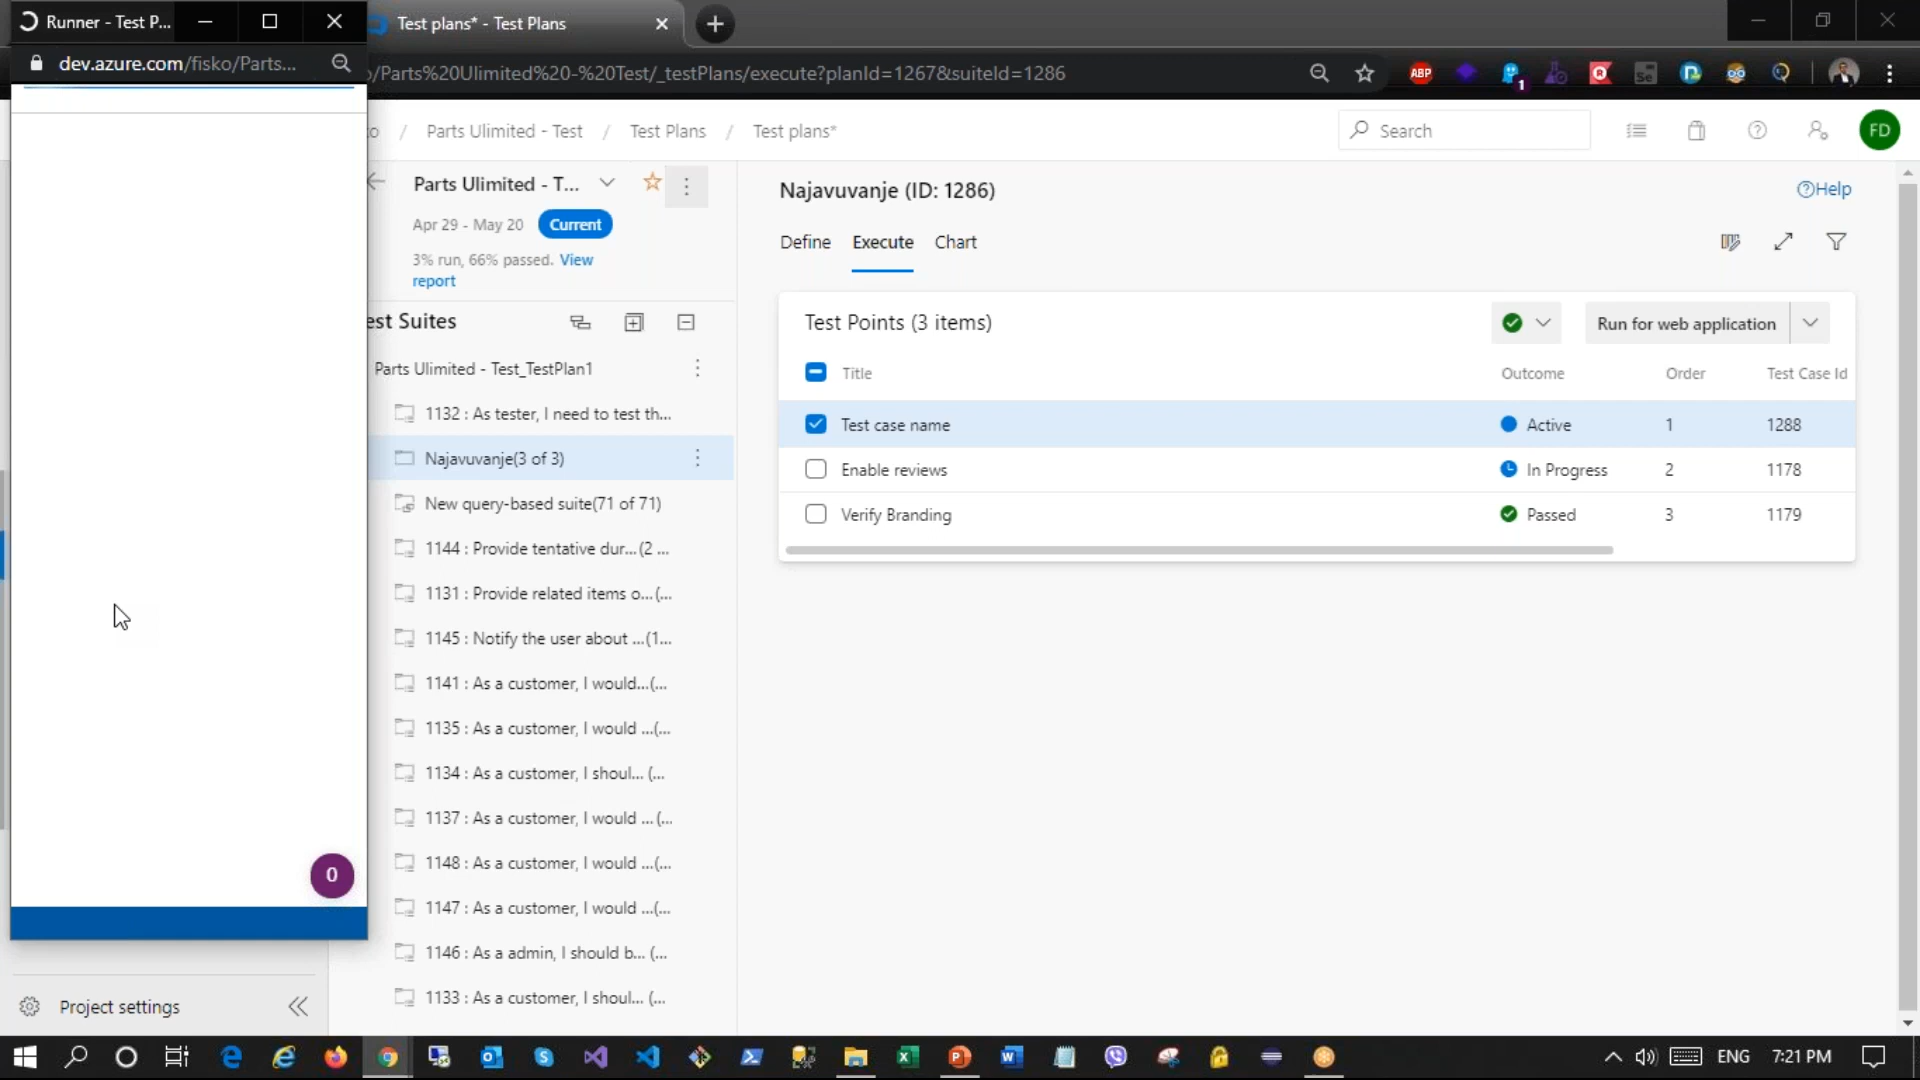 Runner - Test P...
Test plans* - Test Plans
dev.azure.com/fisko/Parts...
/Parts%20Ulimited%20-%20Test/_testPlans/execute?planId=1267&suiteId=1286
ABP
1
Se
Parts Ulimited - Test / Test Plans / Test plans*
Search
FD
Parts Ulimited - T...
Apr 29 - May 20 Current
3% run, 66% passed. View
report
est Suites
Parts Ulimited - Test_TestPlan1
1132 : As tester, I need to test th...
Najavuvanje(3 of 3)
New query-based suite(71 of 71)
1144 : Provide tentative dur...(2 ...
1131 : Provide related items o...(...
1145 : Notify the user about ...(1...
1141 : As a customer, I would...(...
1135 : As a customer, I would ...(...
1134 : As a customer, I shoul... (...
1137 : As a customer, I would ... (...
1148 : As a customer, I would ...(...
1147 : As a customer, I would ...(...
1146 : As a admin, I should b... (...
1133 : As a customer, I shoul... (...
0
Project settings
Najavuvanje (ID: 1286)
Help
Define Execute Chart
Test Points (3 items)
Run for web application
Title Outcome Order Test Case Id
Test case name Active 1 1288
Enable reviews In Progress 2 1178
Verify Branding Passed 3 1179
ENG 7:21 PM